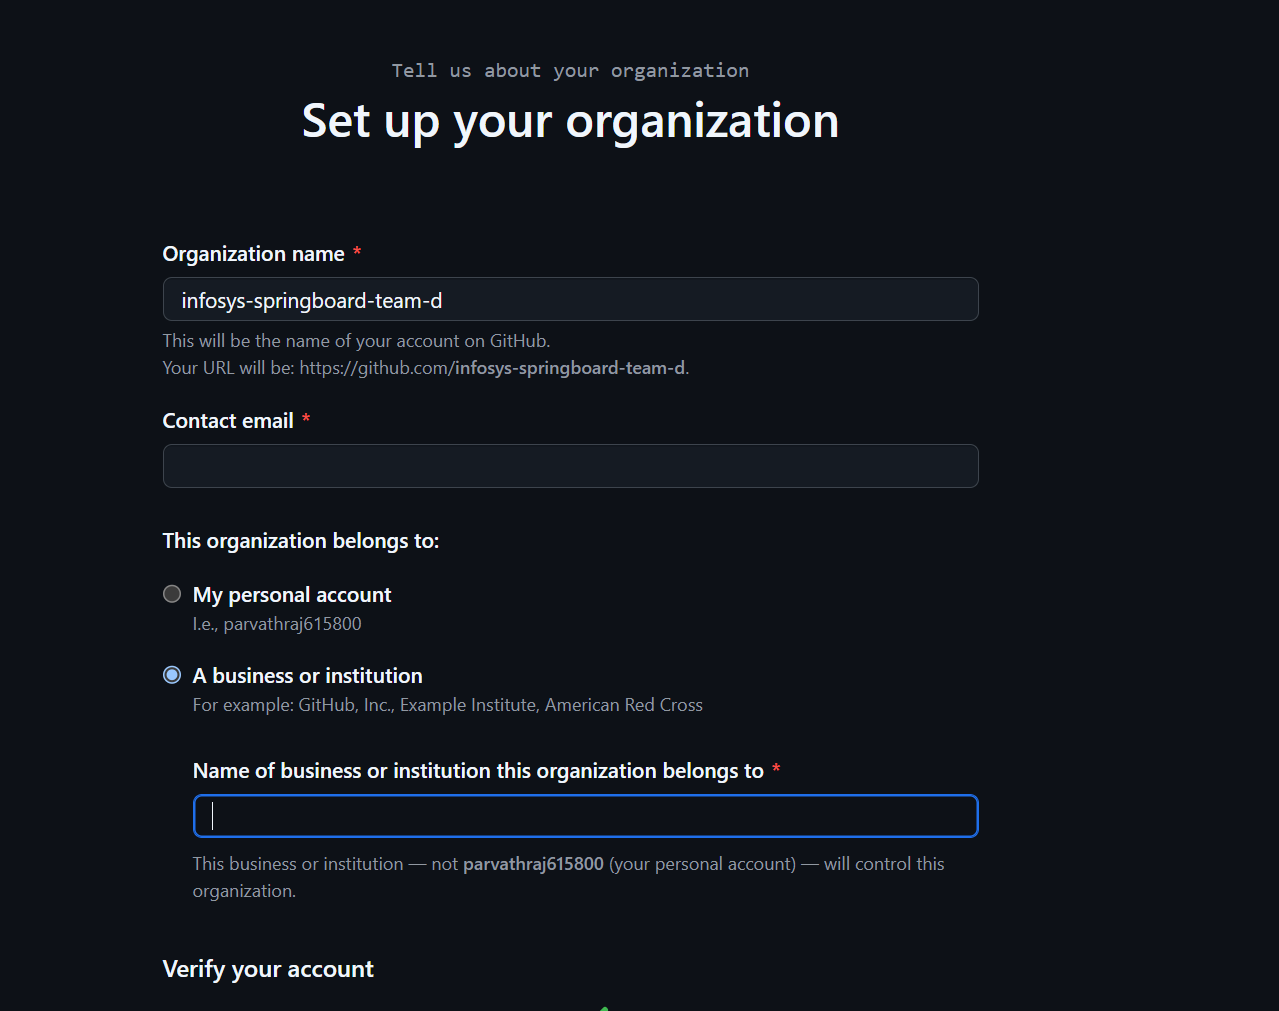 Tell us about your organization
Set up your organization
Organization name *
infosys-springboard-team-d
This will be the name of your account on GitHub.
Your URL will be: https://github.com/infosys-springboard-team-d.
Contact email *
This organization belongs to:
My personal account
I.e., parvathraj615800
A business or institution
For example: GitHub, Inc., Example Institute, American Red Cross
Name of business or institution this organization belongs to *
This business or institution — not parvathraj615800 (your personal account) — will control this
organization.
Verify your account